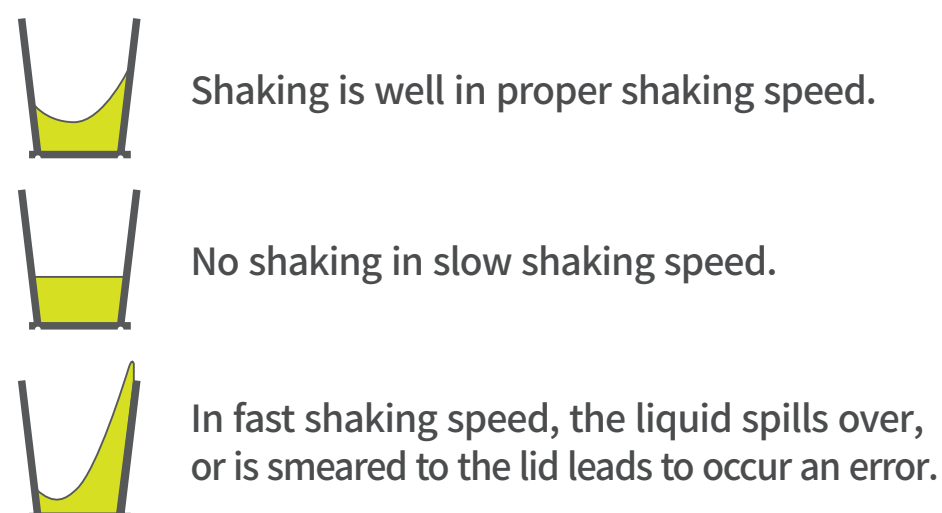 Shaking is well in proper shaking speed.
No shaking in slow shaking speed.
In fast shaking speed, the liquid spills over,
or is smeared to the lid leads to occur an error.